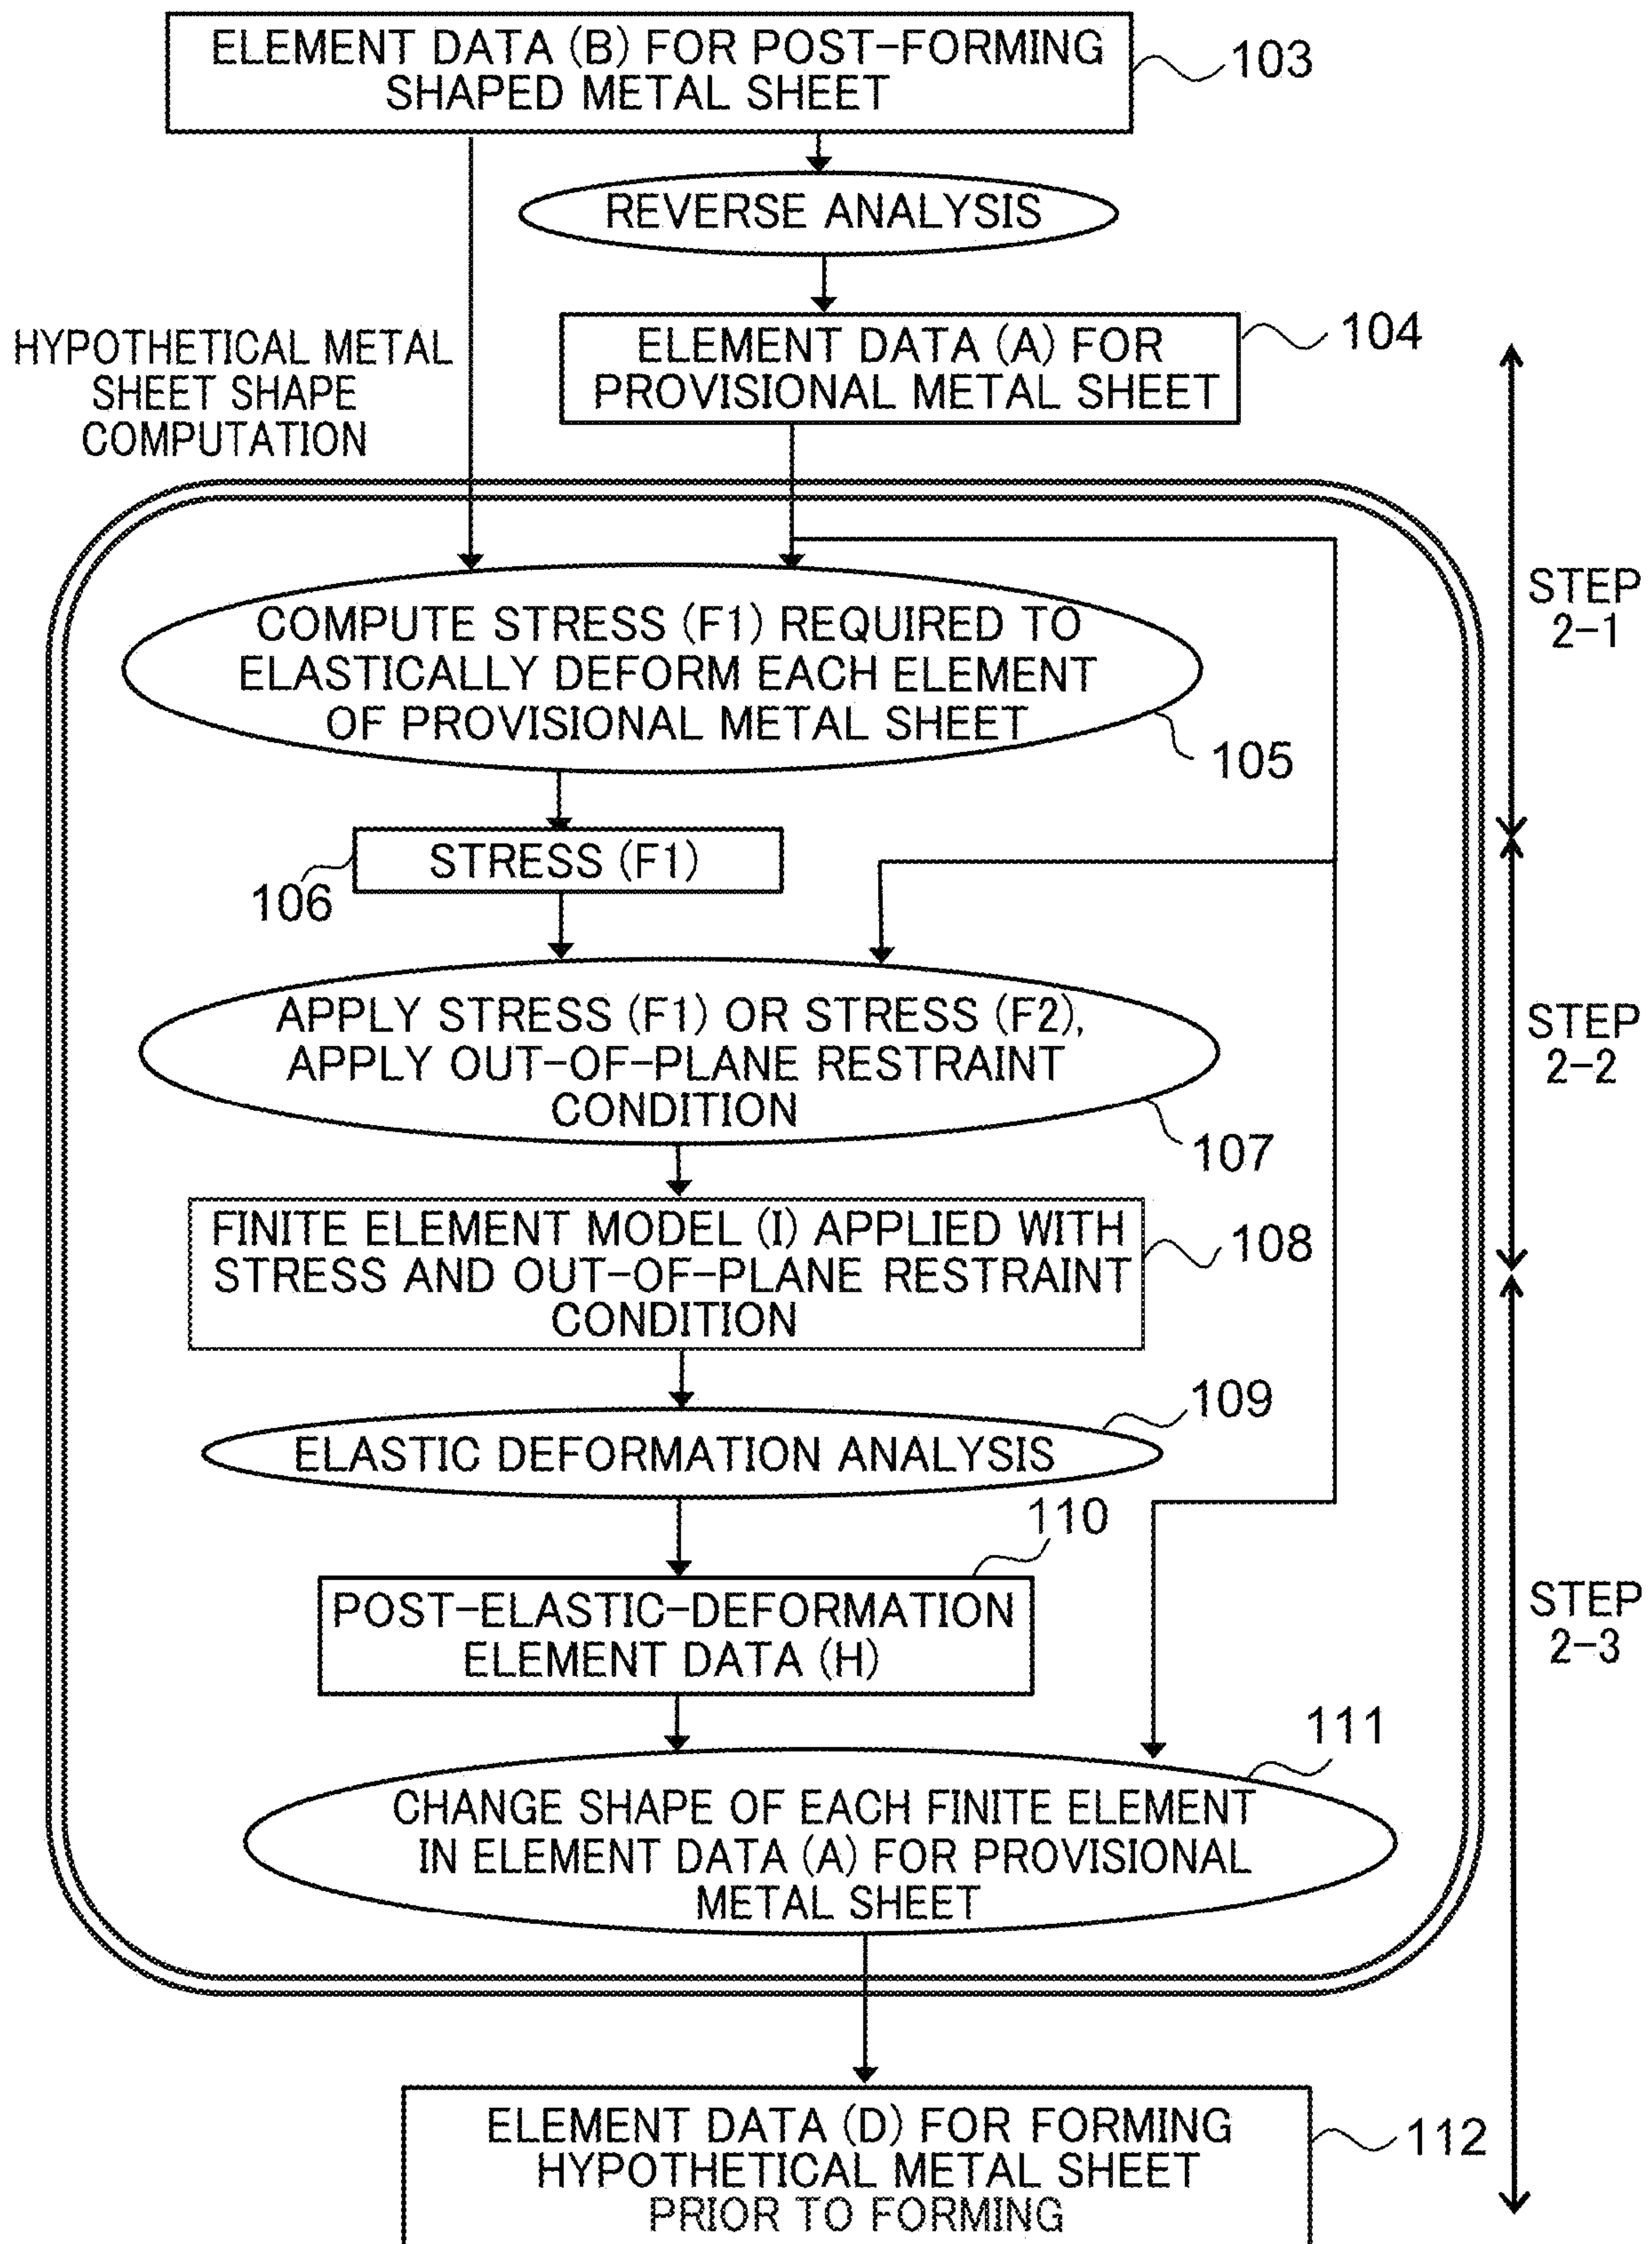 ELEMENT DATA (B) FOR POST-FORMING
SHAPED METAL SHEET
103
REVERSE ANALYSIS
HYPOTHETICAL METAL
SHEET SHAPE
COMPUTATION
ELEMENT DATA (A) FOR
PROVISIONAL METAL SHEET
104
COMPUTE STRESS (F1) REQUIRED TO
ELASTICALLY DEFORM EACH ELEMENT
OF PROVISIONAL METAL SHEET
105
STEP
2-1
STRESS (F1)
106
APPLY STRESS (F1) OR STRESS (F2),
APPLY OUT-OF-PLANE RESTRAINT
CONDITION
107
STEP
2-2
FINITE ELEMENT MODEL (I) APPLIED WITH
STRESS AND OUT-OF-PLANE RESTRAINT
CONDITION
108
ELASTIC DEFORMATION ANALYSIS
109
110
POST-ELASTIC-DEFORMATION
ELEMENT DATA (H)
STEP
2-3
111
CHANGE SHAPE OF EACH FINITE ELEMENT
IN ELEMENT DATA (A) FOR PROVISIONAL
METAL SHEET
ELEMENT DATA (D) FOR FORMING
HYPOTHETICAL METAL SHEET
PRIOR TO FORMING
112